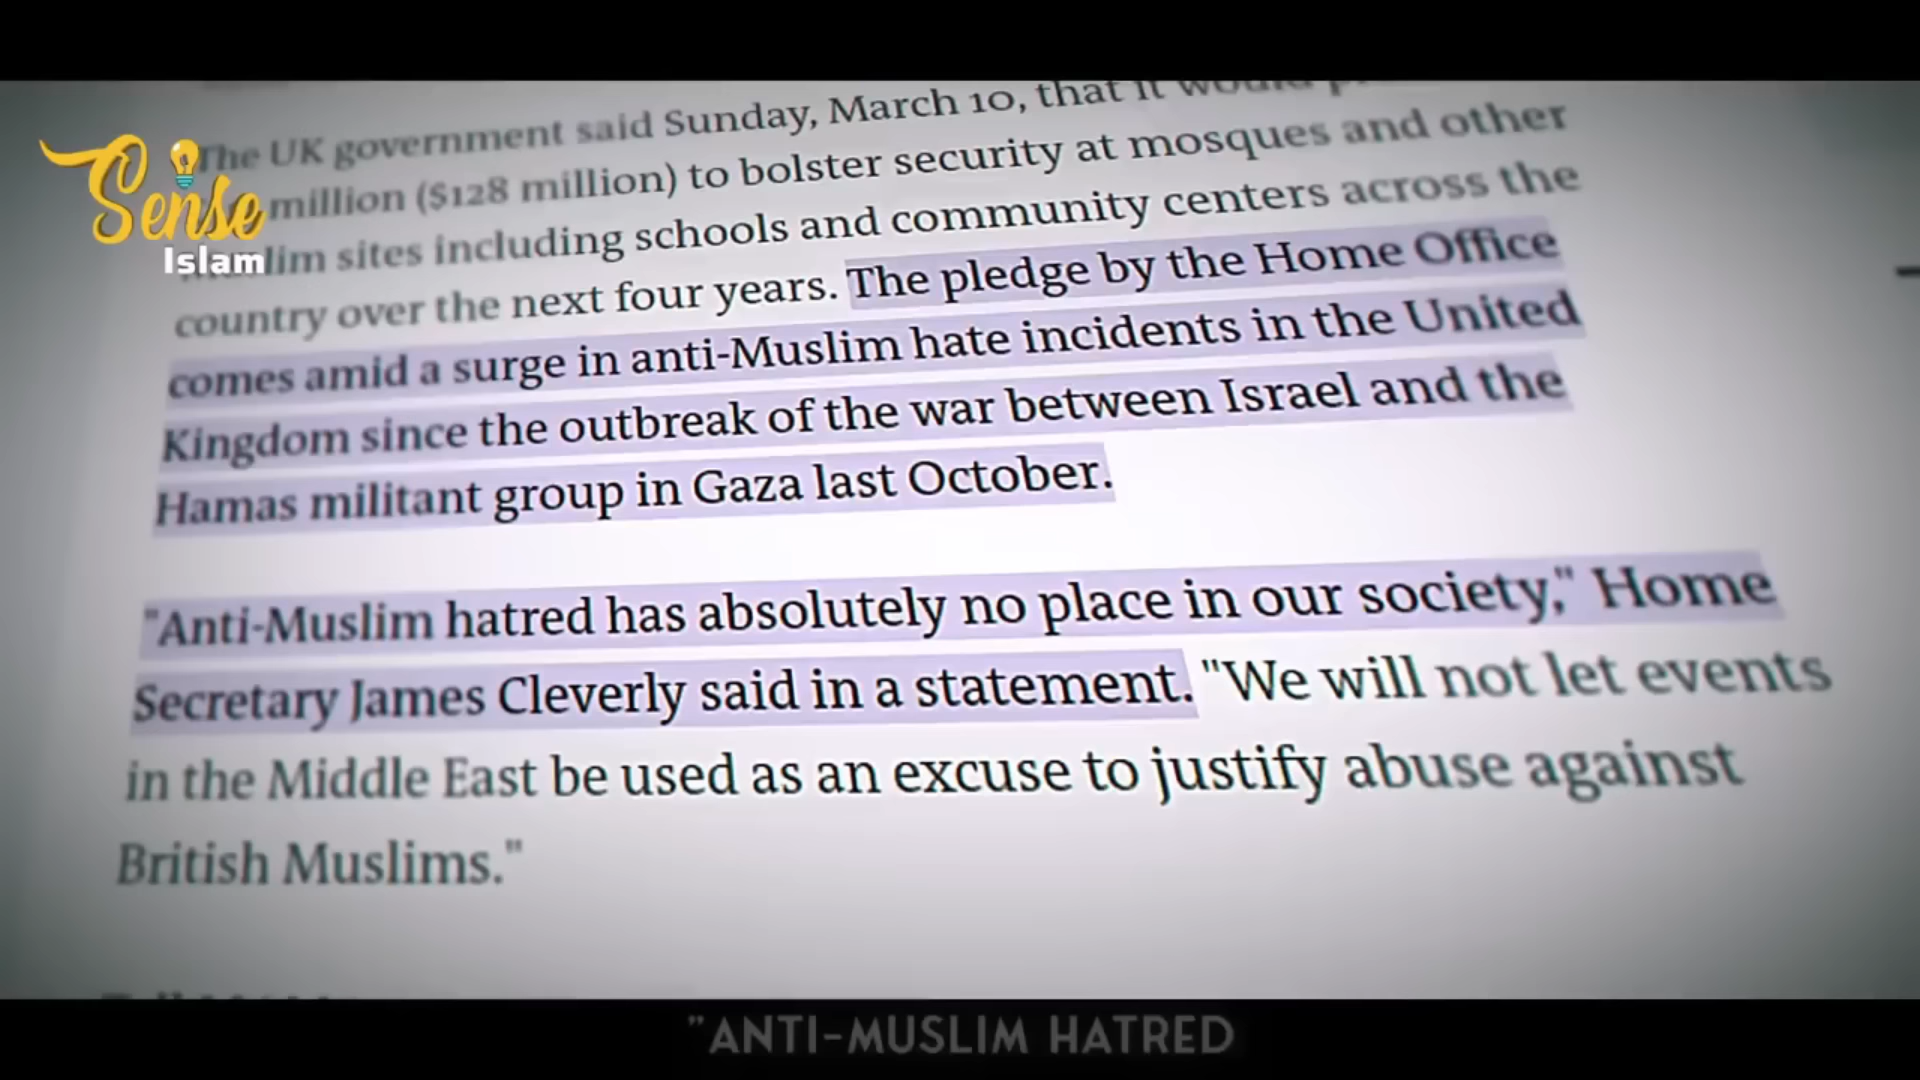 The UK government said Sunday, March 10, that it would
million ($128 million) to bolster security at mosques and other
lim sites including schools and community centers across the
country over the next four years. The pledge by the Home Office
comes amid a surge in anti-Muslim hate incidents in the United
Kingdom since the outbreak of the war between Israel and the
Hamas militant group in Gaza last October.
"Anti-Muslim hatred has absolutely no place in our society," Home
Secretary James Cleverly said in a statement. "We will not let events
in the Middle East be used as an excuse to justify abuse against
British Muslims."
Sense
Islam
"ANTI-MUSLIM HATRED